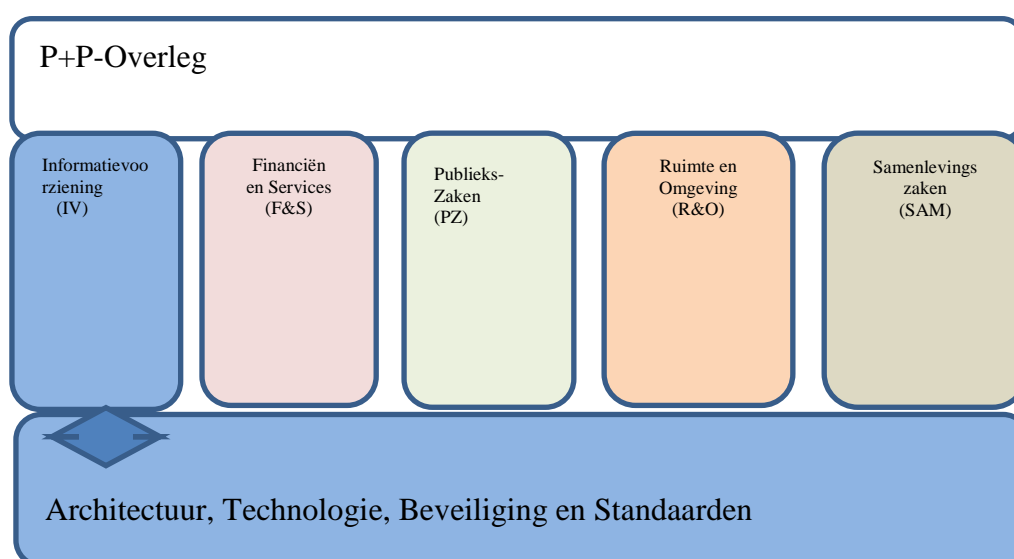 P+P-Overleg
Informatievoo
rziening
(IV)
Financiën
en Services
(F&S)
Publieks-
Zaken
(PZ)
Ruimte en
Omgeving
(R&O)
Samenlevings
zaken
(SAM)
Architectuur, Technologie, Beveiliging en Standaarden